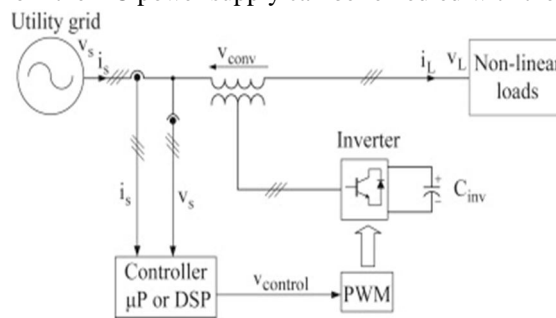 Utility grid
v_s
i_s
v_conv
i_L v_L
Non-linear
loads
Inverter
C_inv
i_s
v_s
Controller
μP or DSP
v_control
PWM